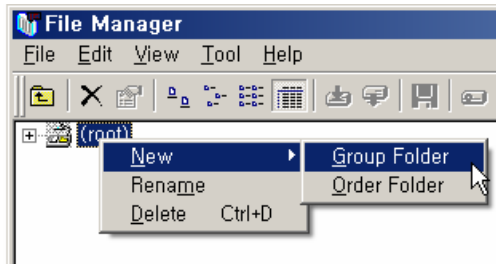 File Manager
File Edit View Tool Help
(root)
New Group Folder
Rename Order Folder
Delete Ctrl+D